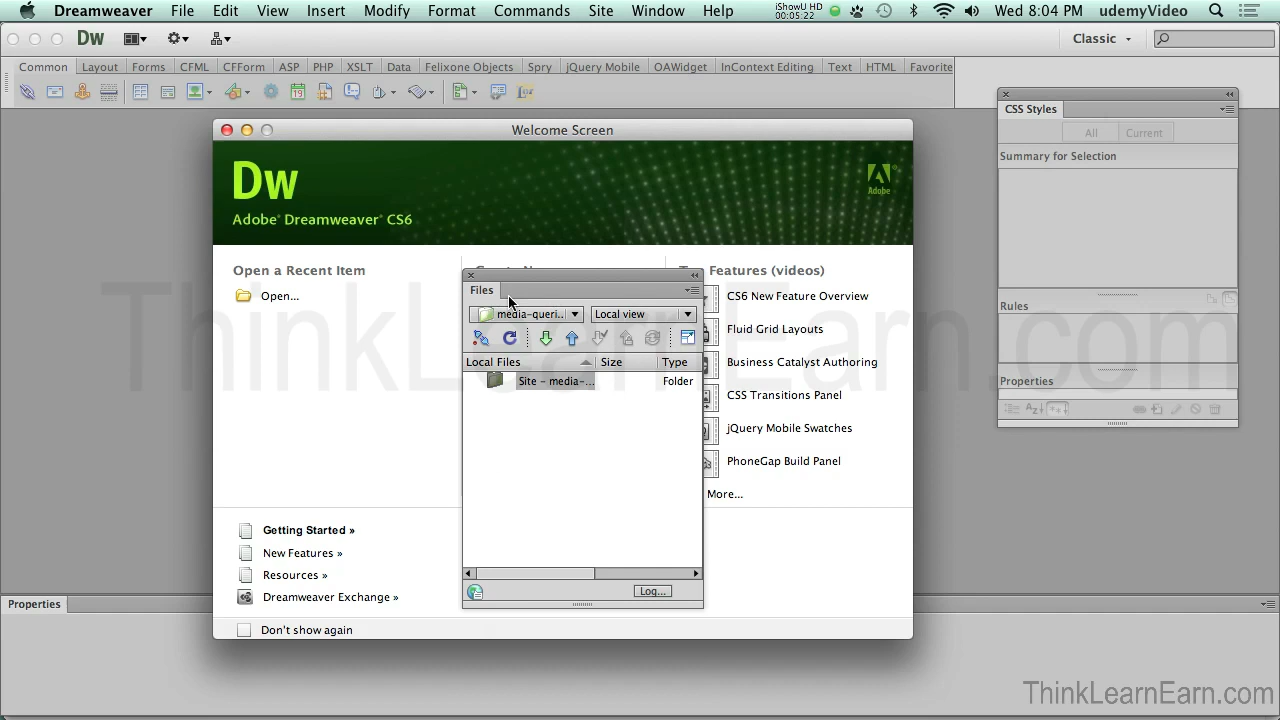 Dreamweaver File Edit View Insert Modify Format Commands Site Window Help iShowU HD 00:05:22 Wed 8:04 PM udemyVideo
Dw Classic
Common Layout Forms CFML CFForm ASP PHP XSLT Data Felixone Objects Spry jQuery Mobile OAWidget InContext Editing Text HTML Favorite
CSS Styles
All Current
Summary for Selection
Rules
Properties
Welcome Screen
Dw
Adobe® Dreamweaver® CS6
Adobe®
Open a Recent Item
Open...
Files
media-queri... Local view
Local Files Size Type
Site - media-... Folder
Log...
Features (videos)
CS6 New Feature Overview
Fluid Grid Layouts
Business Catalyst Authoring
CSS Transitions Panel
jQuery Mobile Swatches
PhoneGap Build Panel
More...
Getting Started »
New Features »
Resources »
Dreamweaver Exchange »
Don't show again
Properties
ThinkLearnEarn.com
ThinkLearnEarn.com